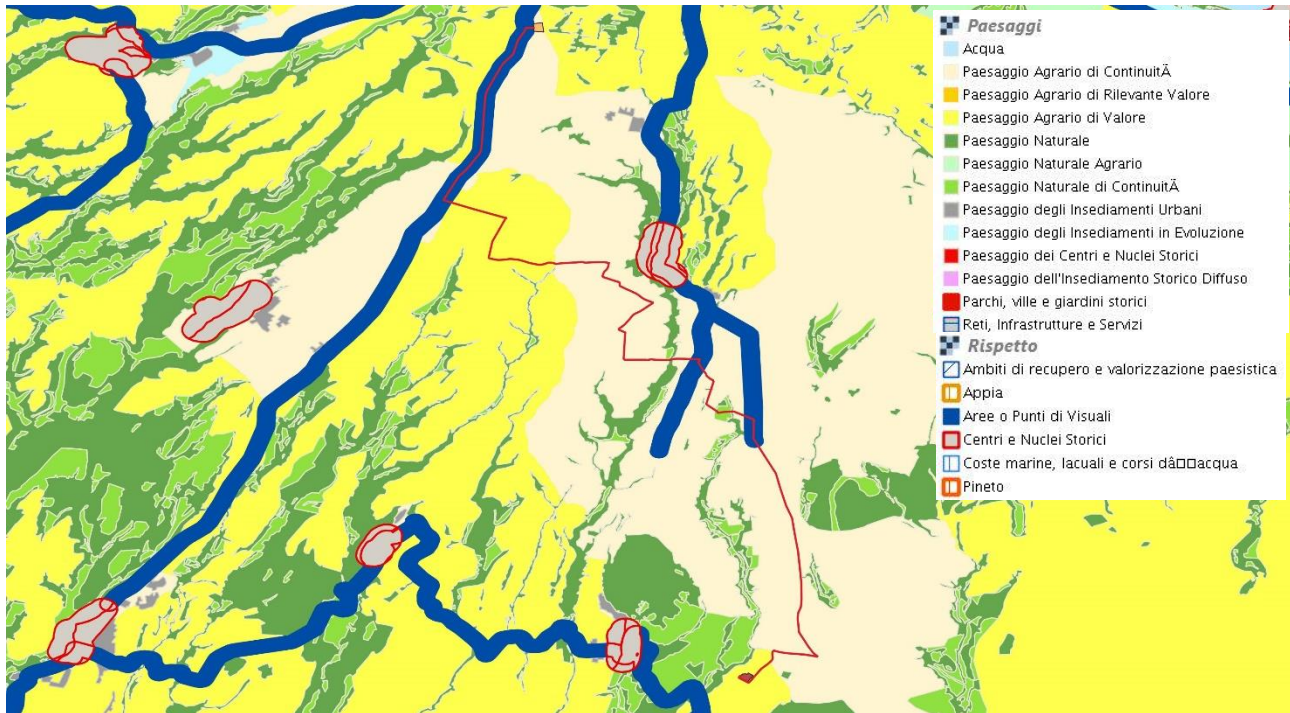 Paesaggi
Acqua
Paesaggio Agrario di ContinuitÃ
Paesaggio Agrario di Rilevante Valore
Paesaggio Agrario di Valore
Paesaggio Naturale
Paesaggio Naturale Agrario
Paesaggio Naturale di ContinuitÃ
Paesaggio degli Insediamenti Urbani
Paesaggio degli Insediamenti in Evoluzione
Paesaggio dei Centri e Nuclei Storici
Paesaggio dell'Insediamento Storico Diffuso
Parchi, ville e giardini storici
Reti, Infrastrutture e Servizi
Rispetto
Ambiti di recupero e valorizzazione paesistica
Appia
Aree o Punti di Visuali
Centri e Nuclei Storici
Coste marine, lacuali e corsi dâ□□acqua
Pineto